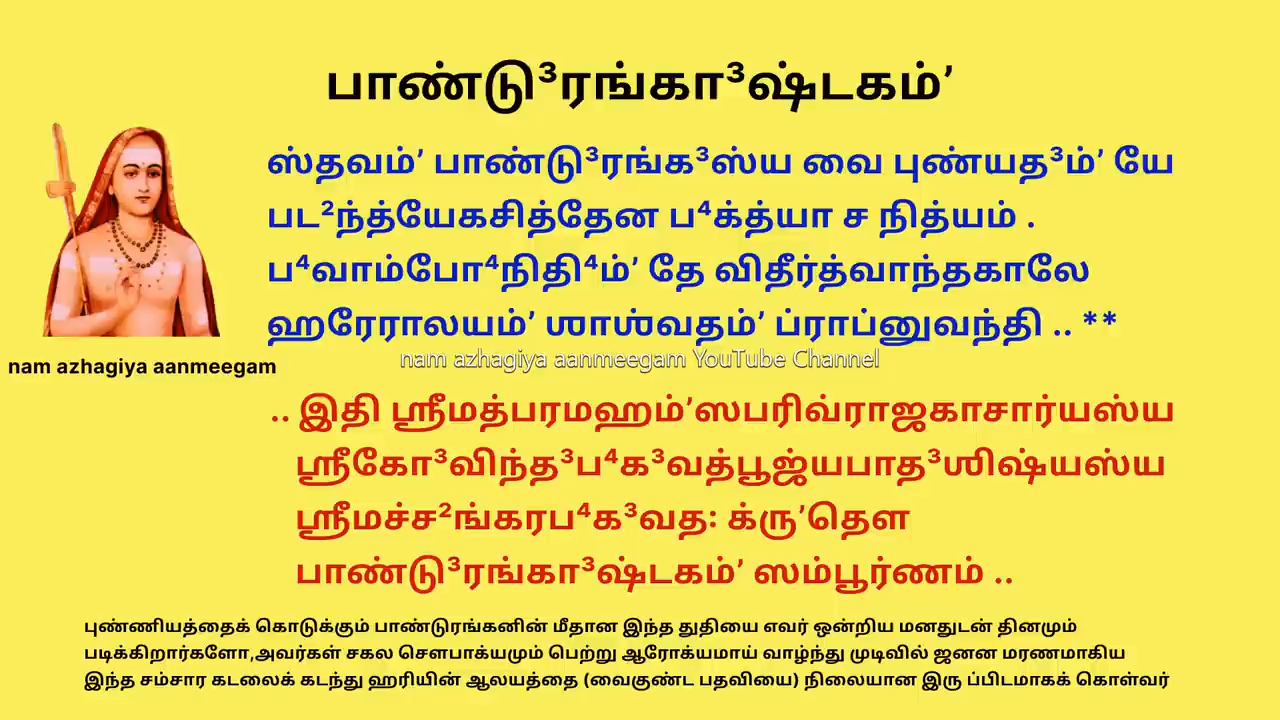 பாண்டு³ரங்கா³ஷ்டகம்’
ஸ்தவம்’ பாண்டு³ரங்க³ஸ்ய வை புண்யத³ம்’ யே
பட²ந்த்யேகசித்தேன ப⁴க்த்யா ச நித்யம் .
ப⁴வாம்போ⁴நிதி⁴ம்’ தே விதீர்த்வாந்தகாலே
ஹரேராலயம்’ ஶாஶ்வதம்’ ப்ராப்னுவந்தி .. **
nam azhagiya aanmeegam YouTube Channel
nam azhagiya aanmeegam
.. இதி ஶ்ரீமத்பரமஹம்’ஸபரிவ்ராஜகாசார்யஸ்ய
ஶ்ரீகோ³விந்த³ப⁴க³வத்பூஜ்யபாத³ஶிஷ்யஸ்ய
ஶ்ரீமச்ச²ங்கரப⁴க³வத꞉ க்ரு’தௌ
பாண்டு³ரங்கா³ஷ்டகம்’ ஸம்பூர்ணம் ..
புண்ணியத்தைக் கொடுக்கும் பாண்டுரங்கனின் மீதான இந்த துதியை எவர் ஒன்றிய மனதுடன் தினமும்
படிக்கிறார்களோ,அவர்கள் சகல சௌபாக்யமும் பெற்று ஆரோக்யமாய் வாழ்ந்து முடிவில் ஜனன மரணமாகிய
இந்த சம்சார கடலைக் கடந்து ஹரியின் ஆலயத்தை (வைகுண்ட பதவியை) நிலையான இரு ப்பிடமாகக் கொள்வர்